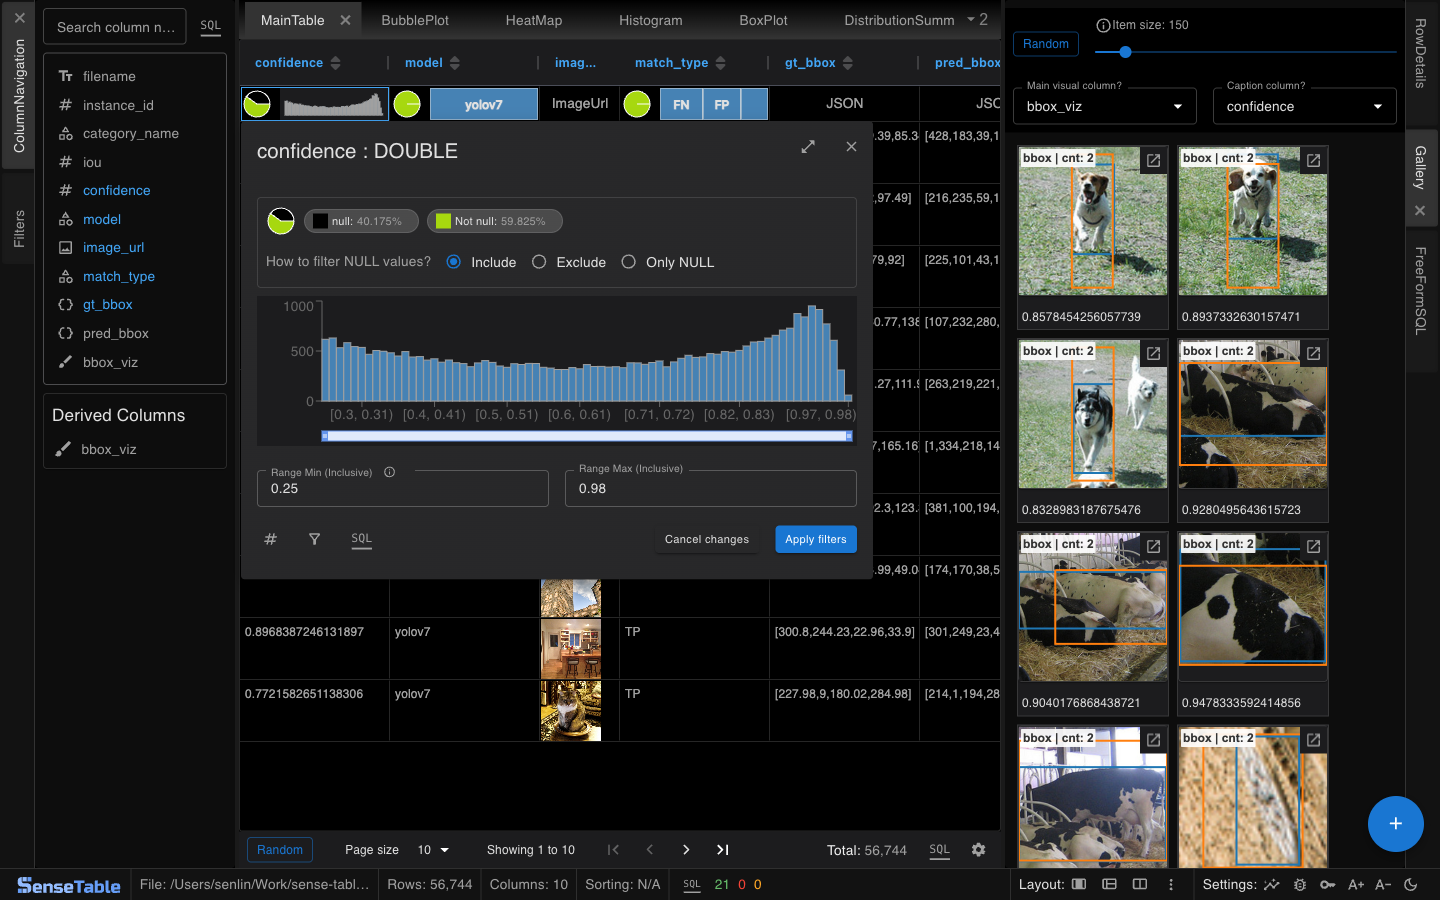 ColumnNavigation
Filters
Search column n...
SQL
filename
instance_id
category_name
iou
confidence
model
image_url
match_type
gt_bbox
pred_bbox
bbox_viz
Derived Columns
bbox_viz
MainTable
BubblePlot
HeatMap
Histogram
BoxPlot
DistributionSumm
2
confidence
model
imag...
match_type
gt_bbox
pred_bbox
yolov7
ImageUrl
FN
FP
JSON
JSC
confidence : DOUBLE
null: 40.175%
Not null: 59.825%
How to filter NULL values?
Include
Exclude
Only NULL
1000
500
0
[0.3, 0.31)
[0.4, 0.41)
[0.5, 0.51)
[0.6, 0.61)
[0.71, 0.72)
[0.82, 0.83)
[0.97, 0.98)
Range Min (Inclusive)
0.25
Range Max (Inclusive)
0.98
SQL
Cancel changes
Apply filters
[428,183,39,1
,97.49]
[216,235,59,1
79,92]
[225,101,43,1
0.77,138
[107,232,280,
.27,111.9
[263,219,221,
7,165.16]
[1,334,218,14
2.3,123.
[381,100,194,
.99,49.0
[174,170,38,5
0.8968387246131897
yolov7
TP
[300.8,244.23,22.96,33.9]
[301,249,23,4
0.7721582651138306
yolov7
TP
[227.98,9,180.02,284.98]
[214,1,194,28
Random
Page size
10
Showing 1 to 10
Total: 56,744
SQL
Item size: 150
Random
Main visual column?
bbox_viz
Caption column?
confidence
bbox | cnt: 2
bbox | cnt: 2
0.8578454256057739
0.8937332630157471
bbox | cnt: 2
bbox | cnt: 2
0.8328983187675476
0.9280495643615723
bbox | cnt: 2
bbox | cnt: 2
0.9040176868438721
0.9478333592414856
bbox | cnt: 2
bbox | cnt: 2
RowDetails
Gallery
FreeFormSQL
SenseTable
File: /Users/senlin/Work/sense-tabl...
Rows: 56,744
Columns: 10
Sorting: N/A
SQL
21 0 0
Layout:
Settings:
A+
A-